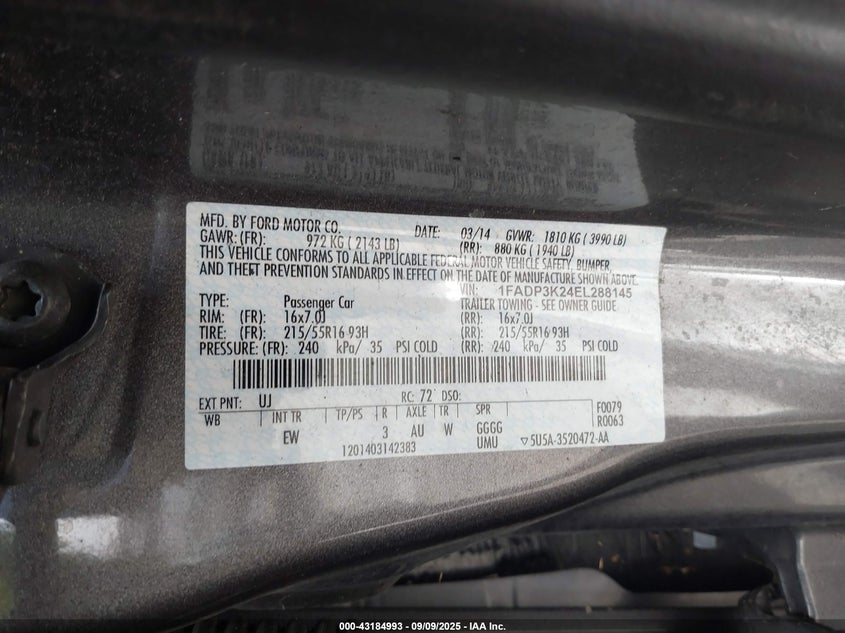 MFD. BY FORD MOTOR CO. DATE: 03/14 GVWR: 1810 KG ( 3990 LB)
GAWR: (FR): 972 KG ( 2143 LB) (RR): 880 KG ( 1940 LB)
THIS VEHICLE CONFORMS TO ALL APPLICABLE FEDERAL MOTOR VEHICLE SAFETY, BUMPER,
AND THEFT PREVENTION STANDARDS IN EFFECT ON THE DATE OF MANUFACTURE SHOWN ABOVE.
VIN: 1FADP3K24EL288145
TYPE: Passenger Car TRAILER TOWING - SEE OWNER GUIDE
RIM: (FR): 16x7.0J (RR): 16x7.0J
TIRE: (FR): 215/55R16 93H (RR): 215/55R16 93H
PRESSURE: (FR): 240 kPa/ 35 PSI COLD (RR): 240 kPa/ 35 PSI COLD
EXT PNT: UJ RC: 72 DSO:
WB INT TR TP/PS R AXLE TR SPR F0079
EW 3 AU W GGGG R0063
UMU ▽5U5A-3520472-AA
1201403142383
000-43184993 - 09/09/2025 - IAA Inc.